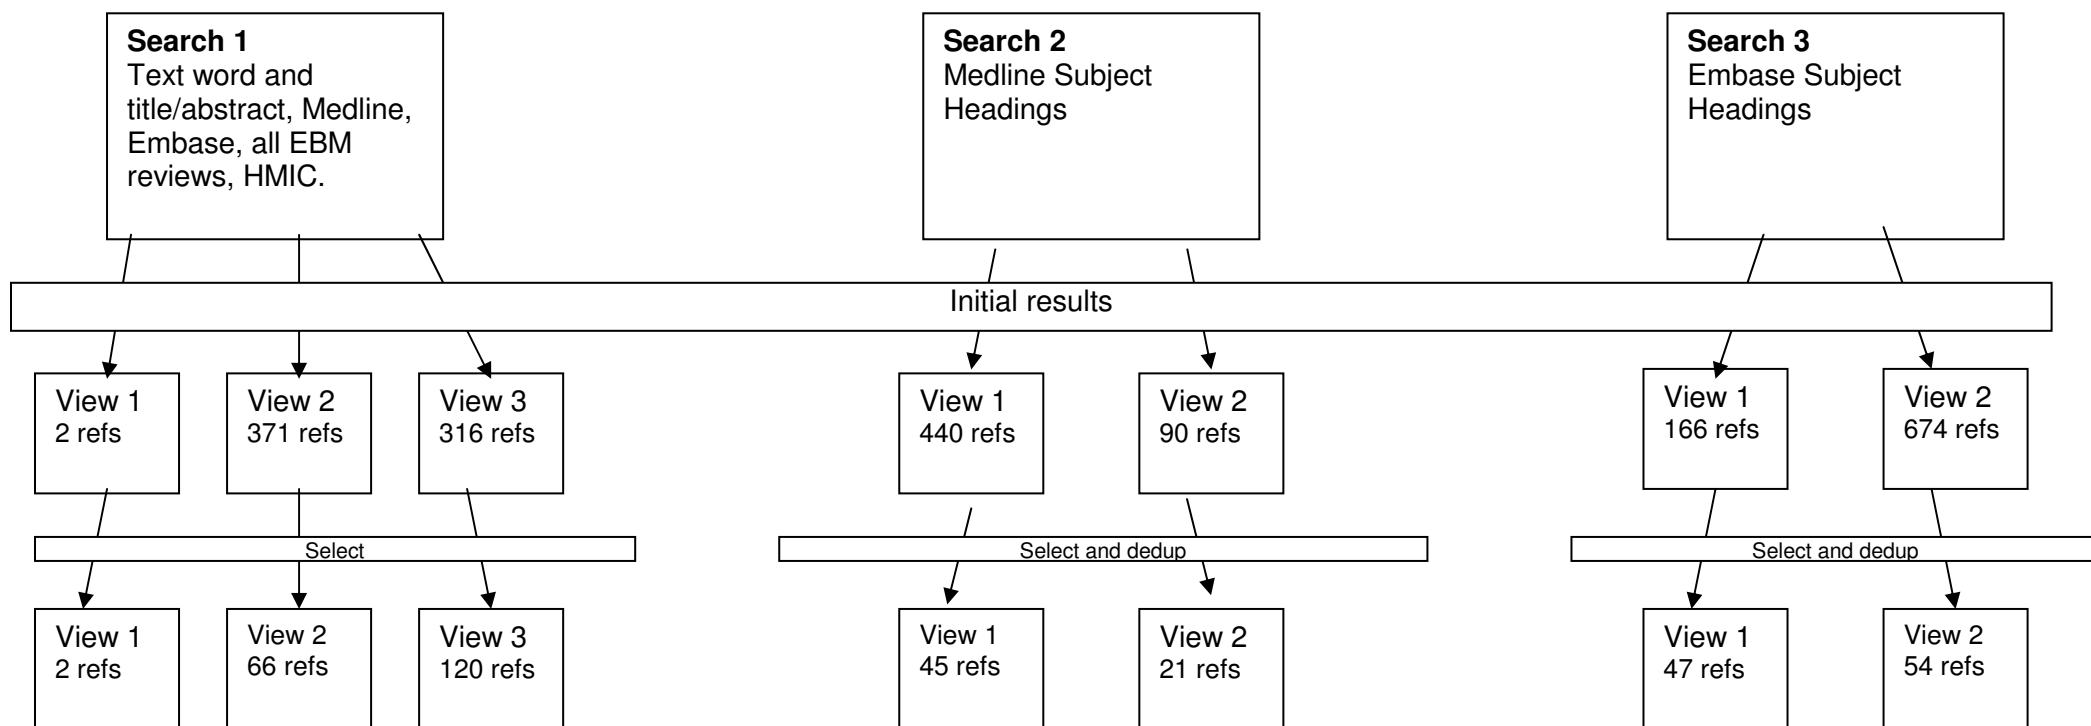 Search 1
Text word and
title/abstract, Medline,
Embase, all EBM
reviews, HMIC.
Search 2
Medline Subject
Headings
Search 3
Embase Subject
Headings
Initial results
View 1
2 refs
View 2
371 refs
View 3
316 refs
View 1
440 refs
View 2
90 refs
View 1
166 refs
View 2
674 refs
Select
Select and dedup
Select and dedup
View 1
2 refs
View 2
66 refs
View 3
120 refs
View 1
45 refs
View 2
21 refs
View 1
47 refs
View 2
54 refs